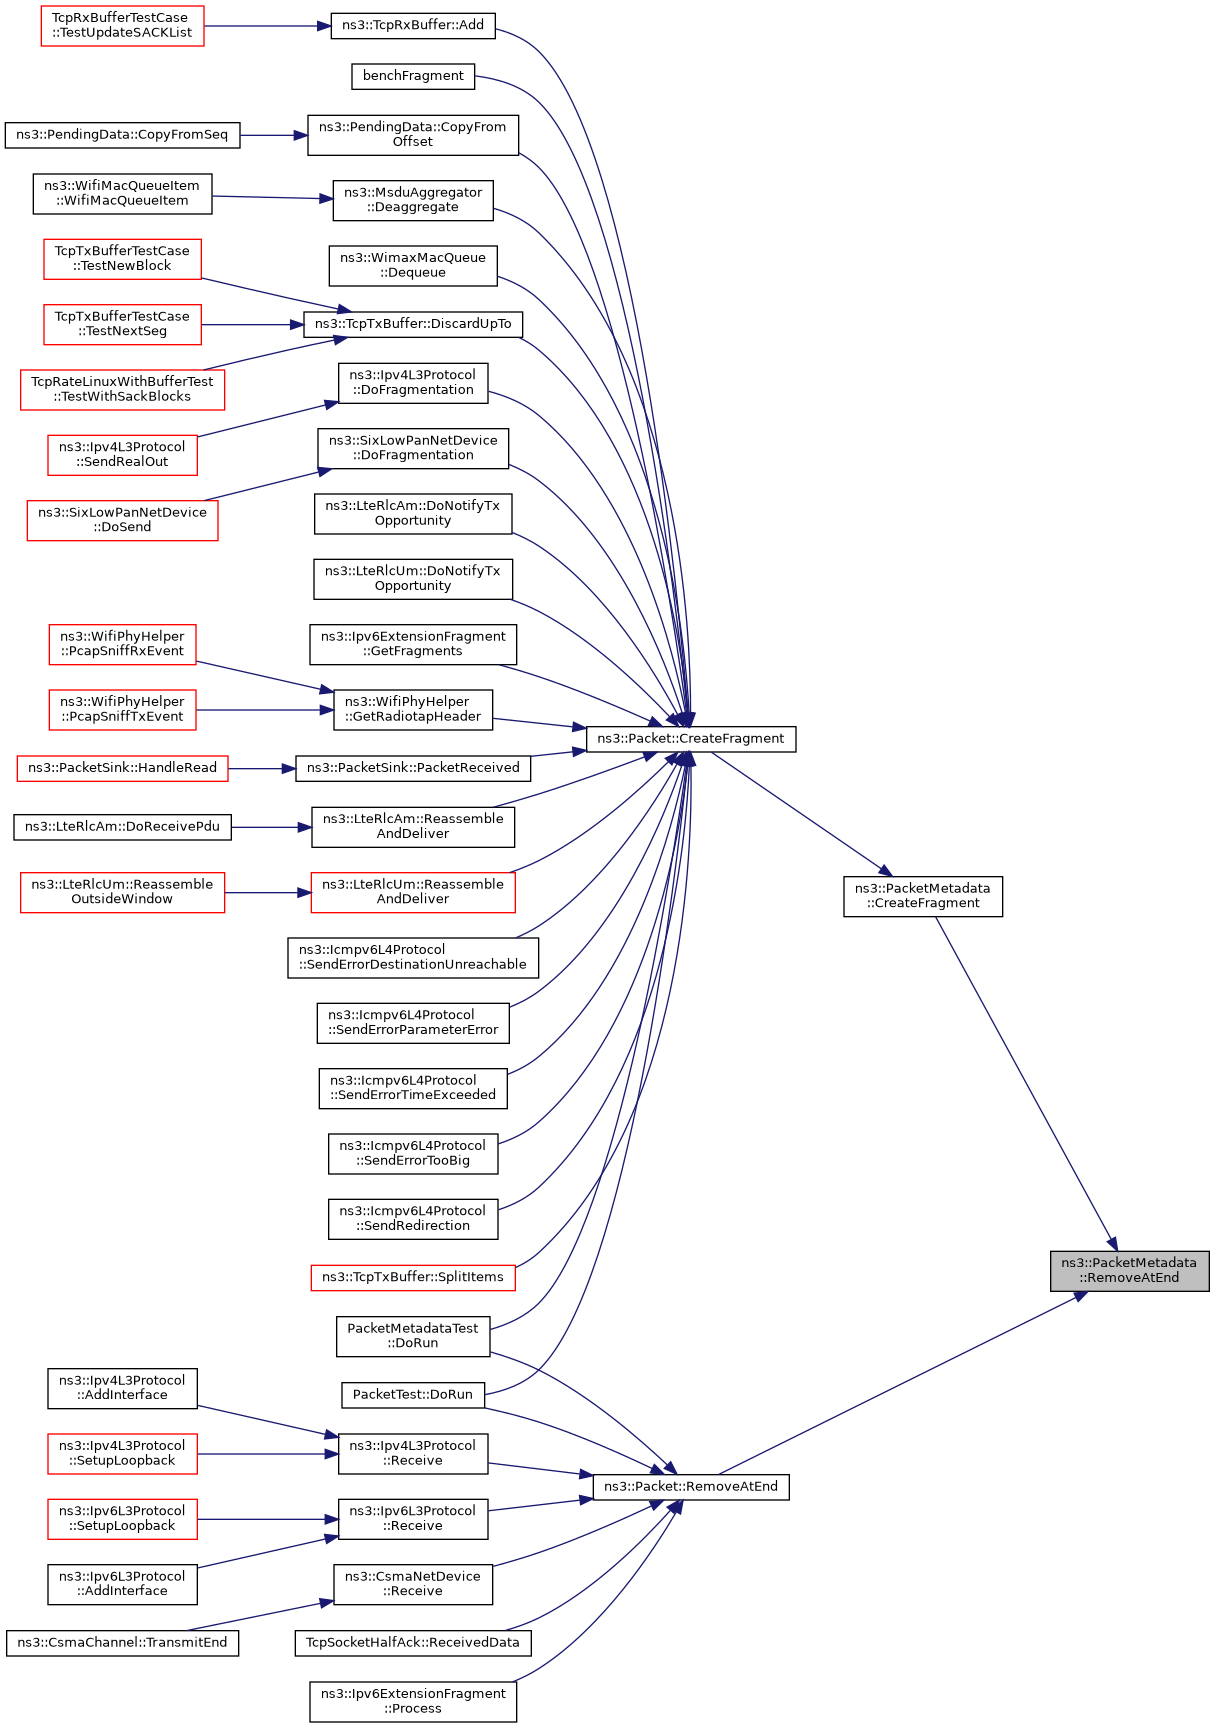 TcpRxBufferTestCase
::TestUpdateSACKList
ns3::TcpRxBuffer::Add
benchFragment
ns3::PendingData::CopyFromSeq
ns3::PendingData::CopyFrom
Offset
ns3::WifiMacQueueItem
::WifiMacQueueItem
ns3::MsduAggregator
::Deaggregate
ns3::WimaxMacQueue
::Dequeue
TcpTxBufferTestCase
::TestNewBlock
TcpTxBufferTestCase
::TestNextSeg
ns3::TcpTxBuffer::DiscardUpTo
TcpRateLinuxWithBufferTest
::TestWithSackBlocks
ns3::Ipv4L3Protocol
::DoFragmentation
ns3::Ipv4L3Protocol
::SendRealOut
ns3::SixLowPanNetDevice
::DoFragmentation
ns3::SixLowPanNetDevice
::DoSend
ns3::LteRlcAm::DoNotifyTx
Opportunity
ns3::LteRlcUm::DoNotifyTx
Opportunity
ns3::Ipv6ExtensionFragment
::GetFragments
ns3::WifiPhyHelper
::PcapSniffRxEvent
ns3::WifiPhyHelper
::PcapSniffTxEvent
ns3::WifiPhyHelper
::GetRadiotapHeader
ns3::Packet::CreateFragment
ns3::PacketSink::HandleRead
ns3::PacketSink::PacketReceived
ns3::LteRlcAm::DoReceivePdu
ns3::LteRlcAm::Reassemble
AndDeliver
ns3::LteRlcUm::Reassemble
OutsideWindow
ns3::LteRlcUm::Reassemble
AndDeliver
ns3::PacketMetadata
::CreateFragment
ns3::Icmpv6L4Protocol
::SendErrorDestinationUnreachable
ns3::Icmpv6L4Protocol
::SendErrorParameterError
ns3::Icmpv6L4Protocol
::SendErrorTimeExceeded
ns3::Icmpv6L4Protocol
::SendErrorTooBig
ns3::Icmpv6L4Protocol
::SendRedirection
ns3::TcpTxBuffer::SplitItems
ns3::PacketMetadata
::RemoveAtEnd
PacketMetadataTest
::DoRun
PacketTest::DoRun
ns3::Ipv4L3Protocol
::AddInterface
ns3::Ipv4L3Protocol
::SetupLoopback
ns3::Ipv4L3Protocol
::Receive
ns3::Packet::RemoveAtEnd
ns3::Ipv6L3Protocol
::SetupLoopback
ns3::Ipv6L3Protocol
::Receive
ns3::Ipv6L3Protocol
::AddInterface
ns3::CsmaNetDevice
::Receive
ns3::CsmaChannel::TransmitEnd
TcpSocketHalfAck::ReceivedData
ns3::Ipv6ExtensionFragment
::Process